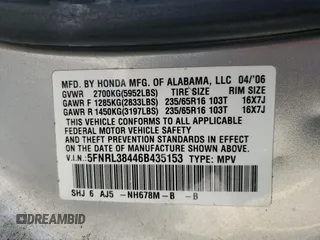 MFD. BY HONDA MFG. OF ALABAMA, LLC 04/'06
GVWR 2700KG(5952LBS) TIRE SIZE RIM SIZE
GAWR F 1285KG(2833LBS) 235/65R16 103T 16X7J
GAWR R 1450KG(3197LBS) 235/65R16 103T 16X7J
THIS VEHICLE CONFORMS TO ALL APPLICABLE FEDERAL MOTOR VEHICLE SAFETY AND THEFT PREVENTION STANDARDS IN EFFECT ON THE DATE OF MANUFACTURE SHOWN ABOVE.
V.I.N.: 5FNRL38446B435153 TYPE: MPV
SHJ 6 AJ5 -NH678M-B -B
DREAMBID